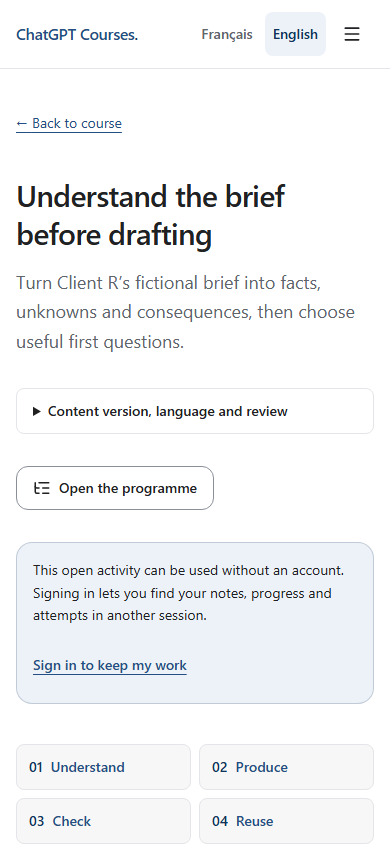 ChatGPT Courses.
Français
English
← Back to course
Understand the brief
before drafting
Turn Client R’s fictional brief into facts,
unknowns and consequences, then choose
useful first questions.
Content version, language and review
Open the programme
This open activity can be used without an account.
Signing in lets you find your notes, progress and
attempts in another session.
Sign in to keep my work
01 Understand
02 Produce
03 Check
04 Reuse